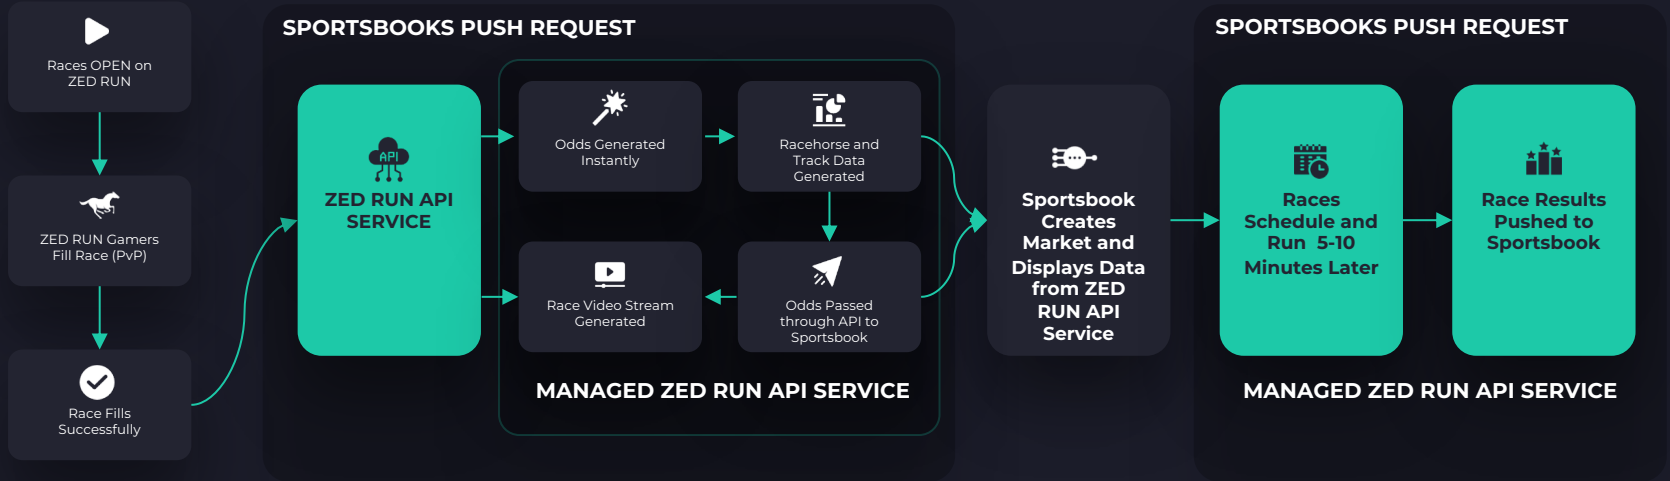 Races OPEN on
ZED RUN
ZED RUN Gamers
Fill Race (PvP)
Race Fills
Successfully
SPORTSBOOKS PUSH REQUEST
API
ZED RUN API
SERVICE
Odds Generated
Instantly
Racehorse and
Track Data
Generated
Race Video Stream
Generated
Odds Passed
through API to
Sportsbook
MANAGED ZED RUN API SERVICE
Sportsbook
Creates
Market and
Displays Data
from ZED
RUN API
Service
SPORTSBOOKS PUSH REQUEST
Races
Schedule and
Run  5-10
Minutes Later
Race Results
Pushed to
Sportsbook
MANAGED ZED RUN API SERVICE